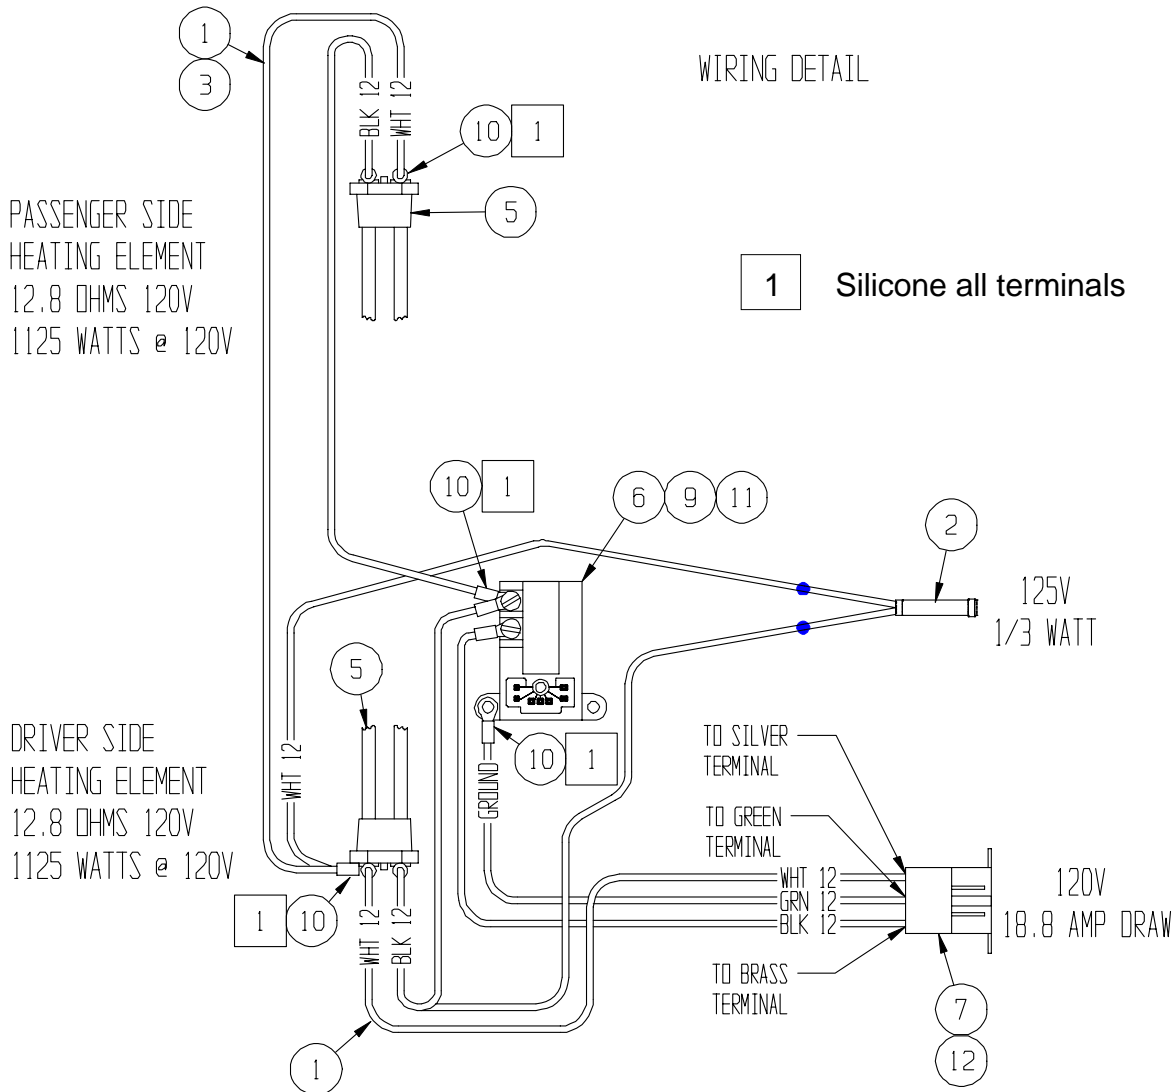 WIRING DETAIL
1
3
BLK 12
WHT 12
10
1
5
PASSENGER SIDE
HEATING ELEMENT
12.8 OHMS 120V
1125 WATTS @ 120V
1
Silicone all terminals
10
1
6
9
11
2
125V
1/3 WATT
5
DRIVER SIDE
HEATING ELEMENT
12.8 OHMS 120V
1125 WATTS @ 120V
WHT 12
10
1
GROUND
TO SILVER
TERMINAL
TO GREEN
TERMINAL
WHT 12
GRN 12
BLK 12
120V
18.8 AMP DRAW
1
10
WHT 12
BLK 12
TO BRASS
TERMINAL
7
12
1